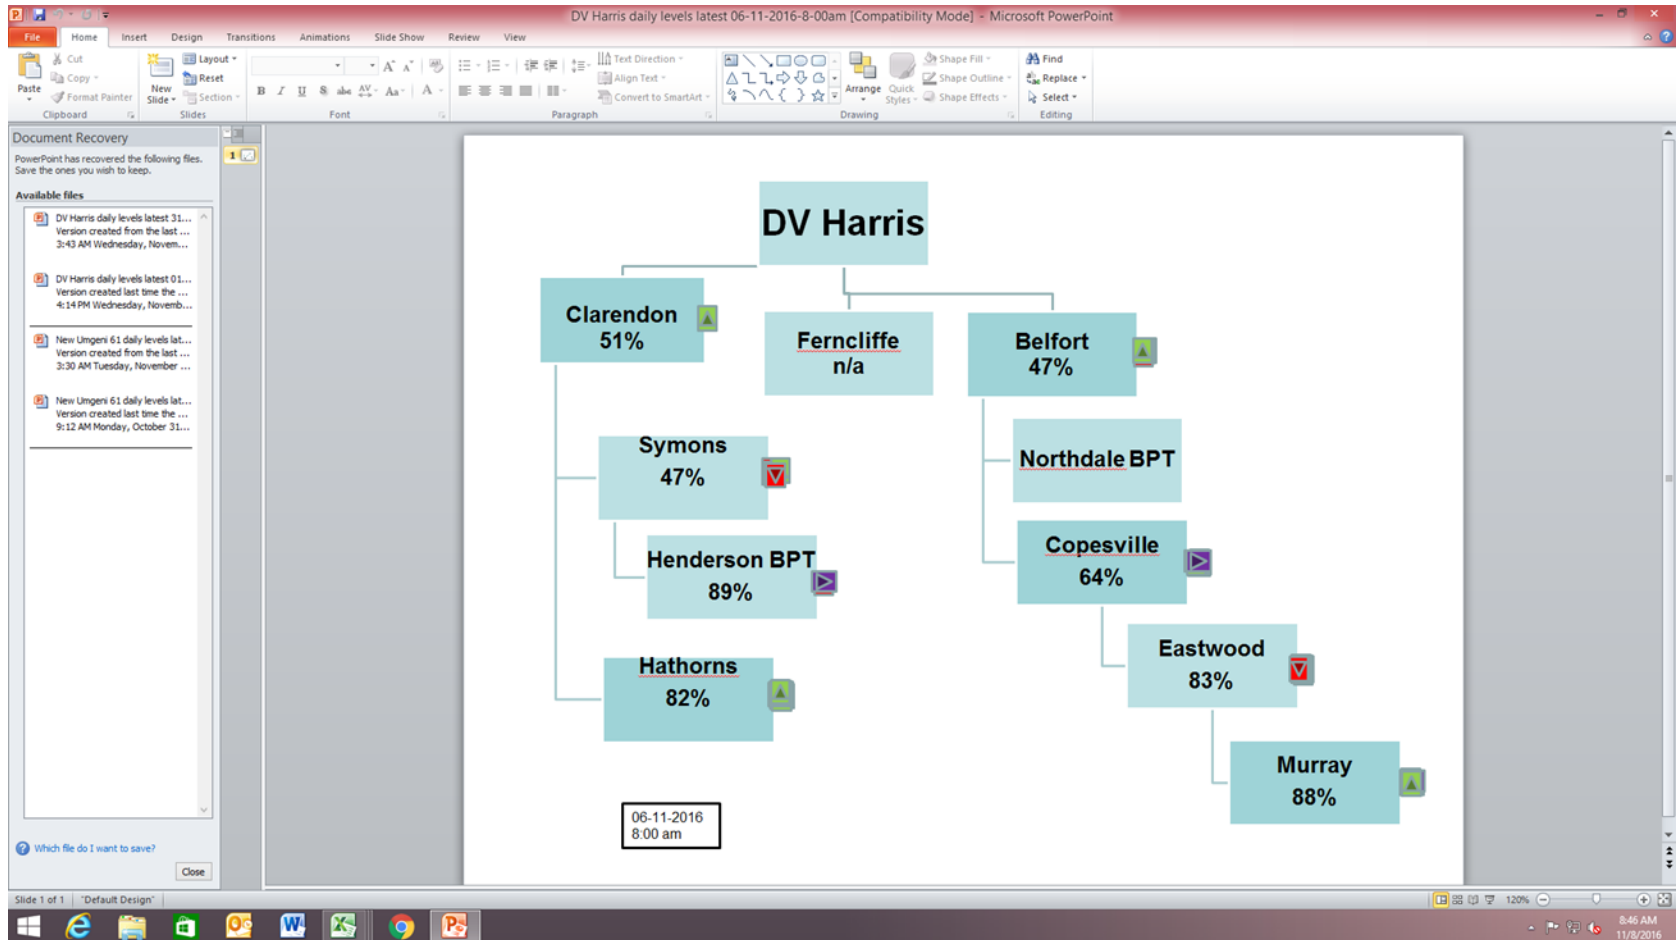 DV Harris daily levels latest 06-11-2016-8-00am [Compatibility Mode] - Microsoft PowerPoint
File Home Insert Design Transitions Animations Slide Show Review View
Cut
Copy
Format Painter
Paste
Clipboard
New
Slide
Layout
Reset
Section
Slides
Font
Text Direction
Align Text
Convert to SmartArt
Paragraph
Arrange
Quick
Styles
Shape Fill
Shape Outline
Shape Effects
Drawing
Find
Replace
Select
Editing
Document Recovery
PowerPoint has recovered the following files.
Save the ones you wish to keep.
Available files
DV Harris daily levels latest 31...
Version created from the last ...
3:43 AM Wednesday, Novem...
DV Harris daily levels latest 01...
Version created last time the ...
4:14 PM Wednesday, Novemb...
New Umgeni 61 daily levels lat...
Version created from the last ...
3:30 AM Tuesday, November ...
New Umgeni 61 daily levels lat...
Version created last time the ...
9:12 AM Monday, October 31...
Which file do I want to save?
Close
1
DV Harris
Clarendon
51%
Ferncliffe
n/a
Belfort
47%
Symons
47%
Henderson BPT
89%
Hathorns
82%
Northdale BPT
Copesville
64%
Eastwood
83%
Murray
88%
06-11-2016
8:00 am
Slide 1 of 1 "Default Design" 120%
8:46 AM
11/8/2016